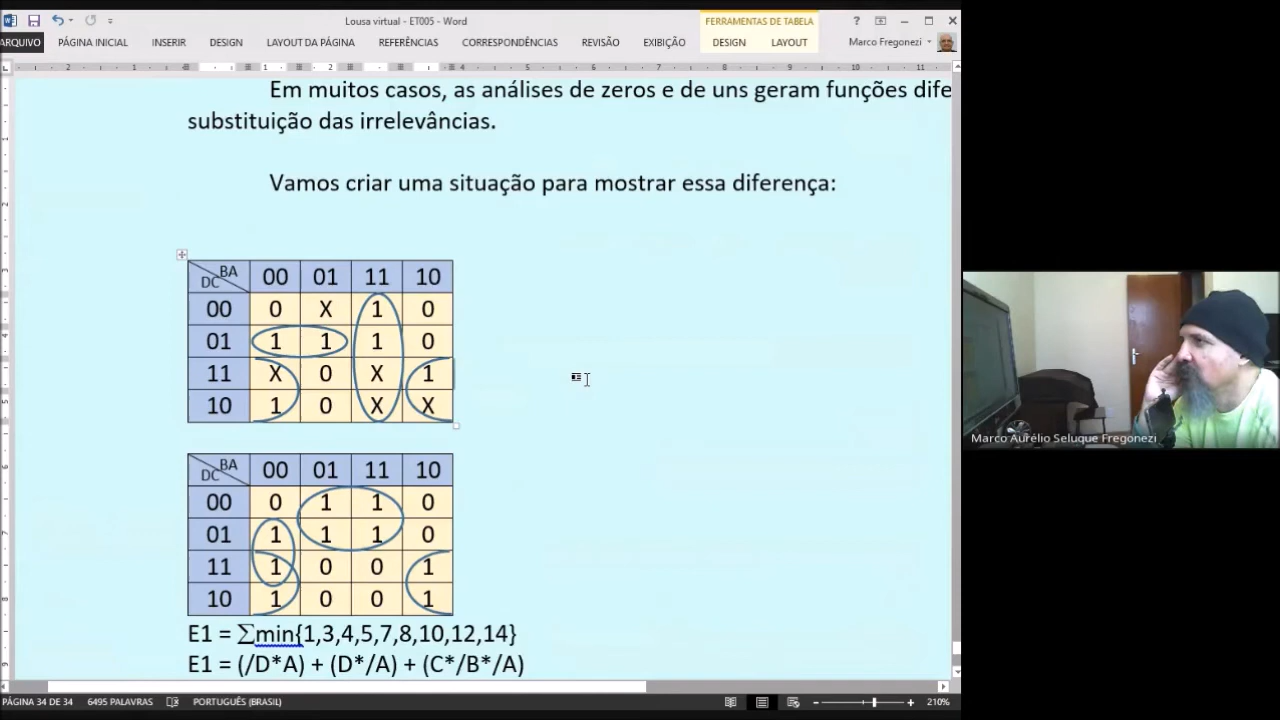 Lousa virtual - ET005 - Word
FERRAMENTAS DE TABELA
ARQUIVO PÁGINA INICIAL INSERIR DESIGN LAYOUT DA PÁGINA REFERÊNCIAS CORRESPONDÊNCIAS REVISÃO EXIBIÇÃO DESIGN LAYOUT Marco Fregonezi
Em muitos casos, as análises de zeros e de uns geram funções dife
substituição das irrelevâncias.
Vamos criar uma situação para mostrar essa diferença:
BA DC 00 01 11 10
00 0 X 1 0
01 1 1 1 0
11 X 0 X 1
10 1 0 X X
BA DC 00 01 11 10
00 0 1 1 0
01 1 1 1 0
11 1 0 0 1
10 1 0 0 1
E1 = ∑min{1,3,4,5,7,8,10,12,14}
E1 = (/D*A) + (D*/A) + (C*/B*/A)
PÁGINA 34 DE 34 6495 PALAVRAS PORTUGUÊS (BRASIL) 210%
Marco Aurélio Seluque Fregonezi